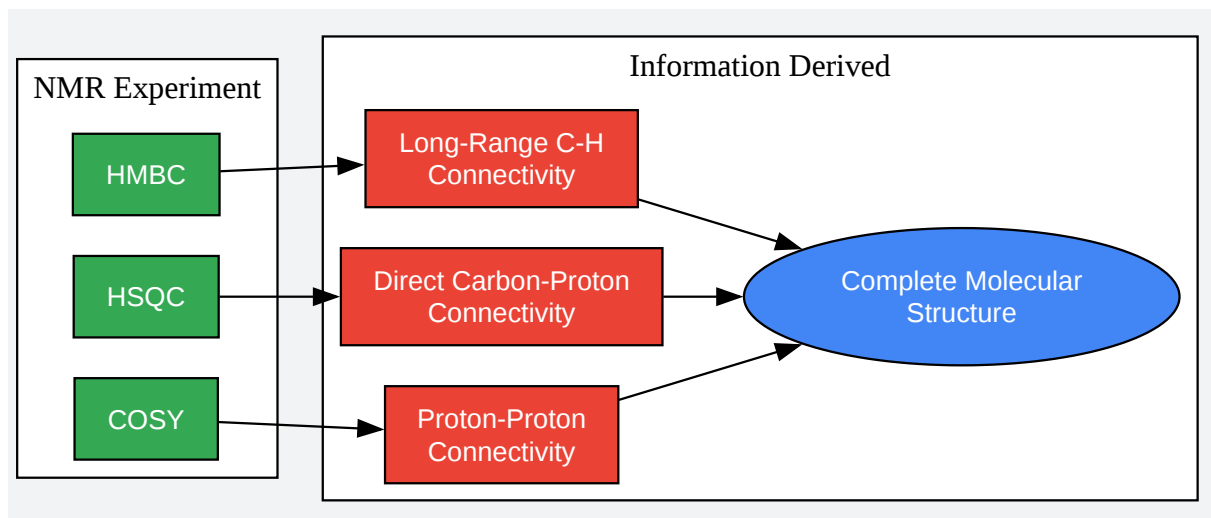 NMR Experiment
HMBC
HSQC
COSY
Information Derived
Long-Range C-H
Connectivity
Direct Carbon-Proton
Connectivity
Proton-Proton
Connectivity
Complete Molecular
Structure